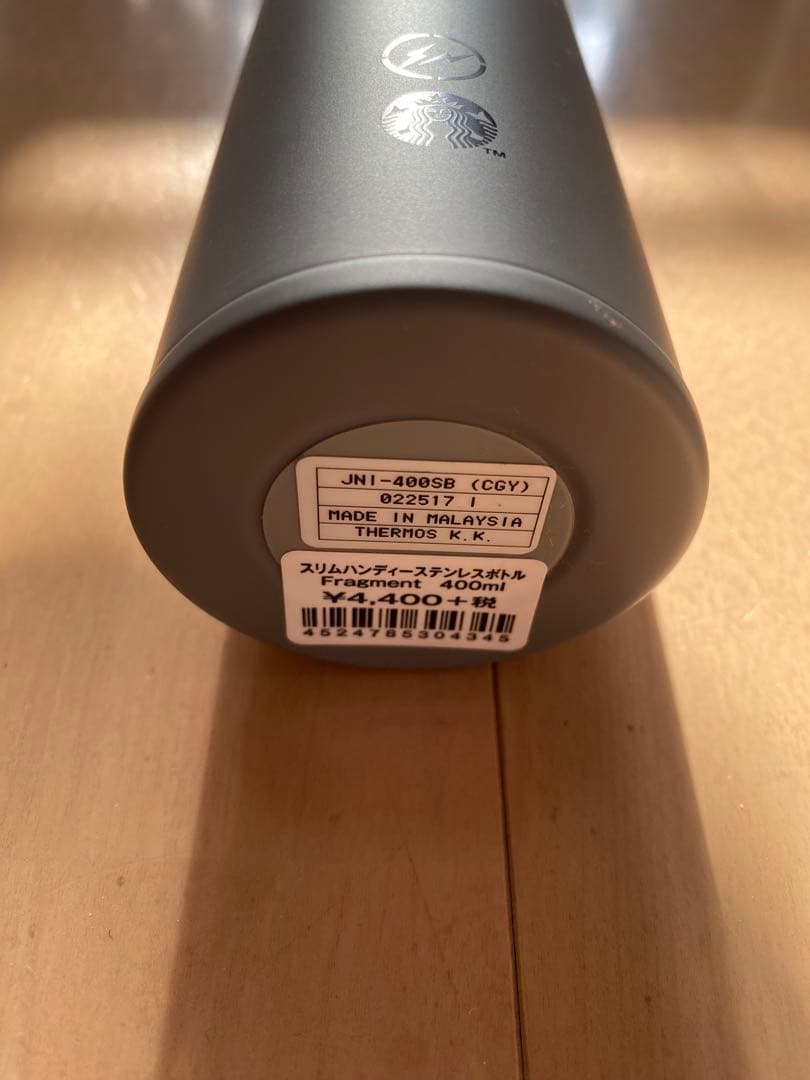 TM
JNI-400SB (CGY)
022517 I
MADE IN MALAYSIA
THERMOS K.K.
スリムハンディーステンレスボトル
Fragment 400ml
¥4,400+税
4524785304345